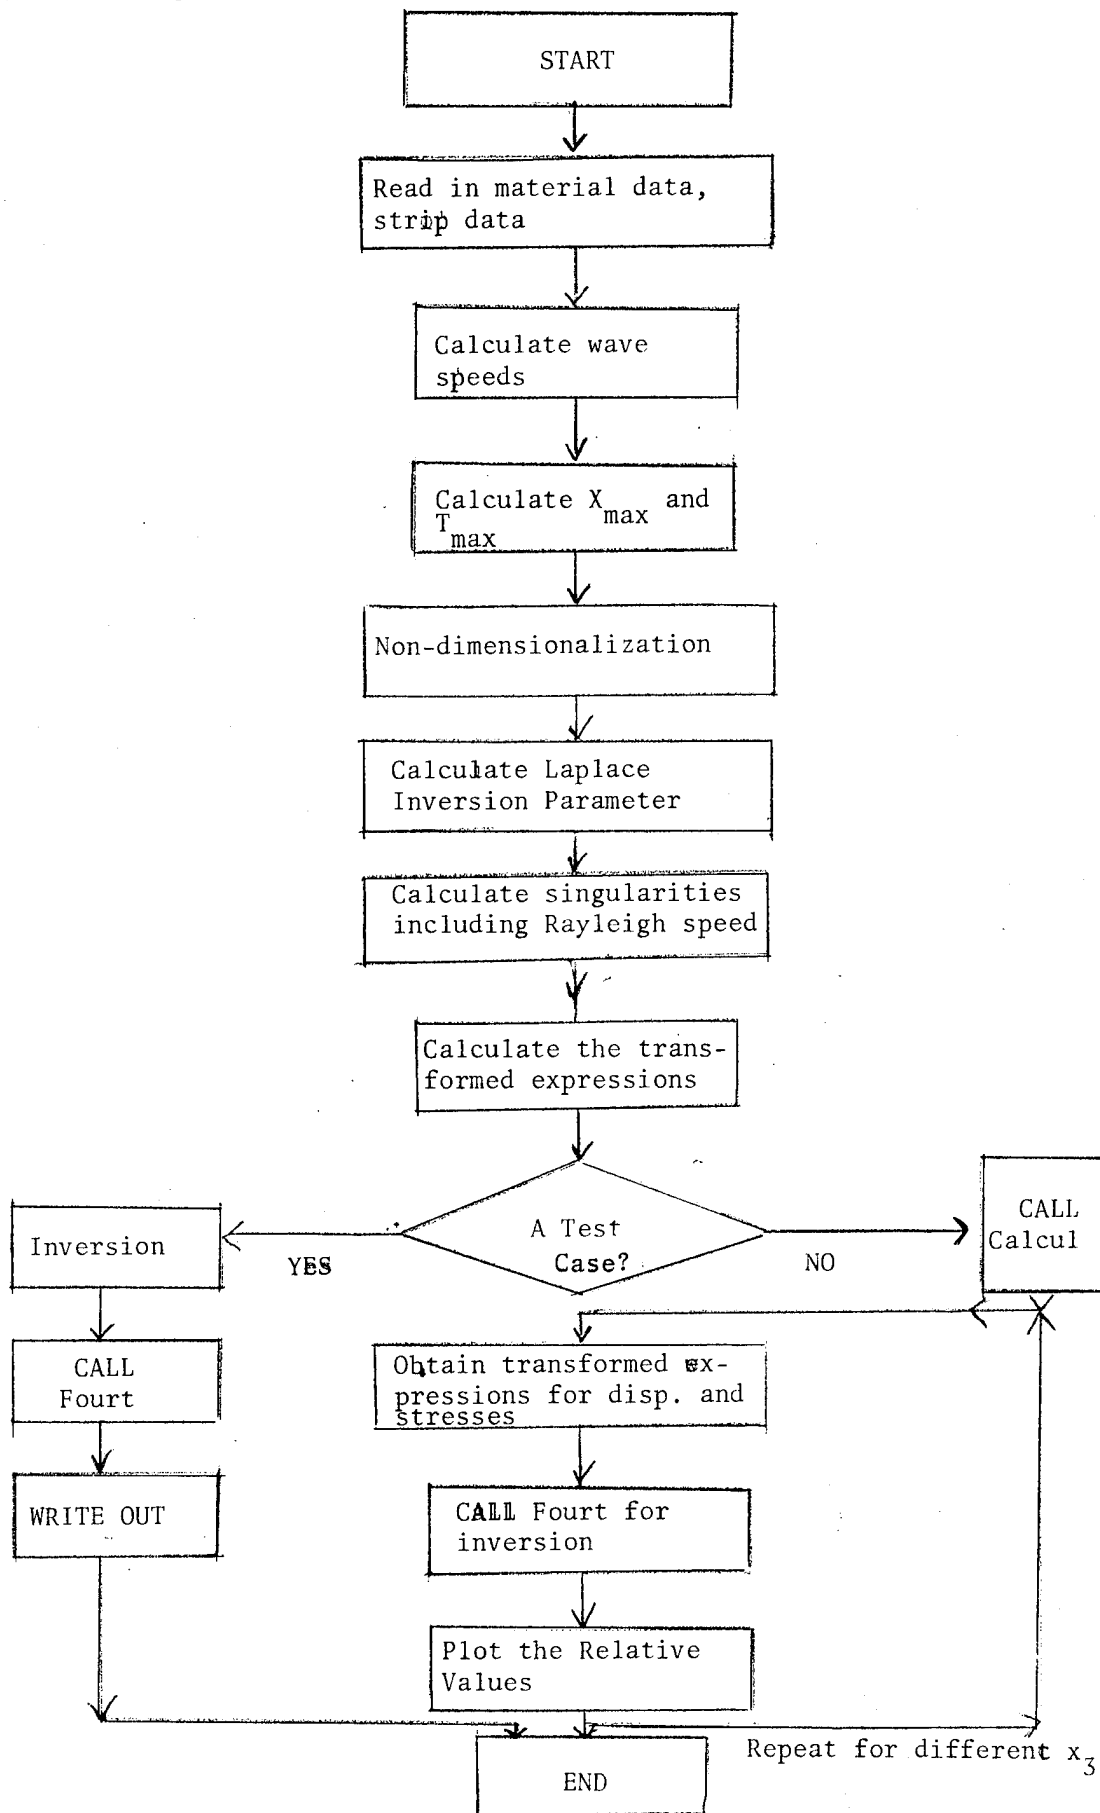 START
Read in material data,
strip data
Calculate wave
speeds
Calculate X_max and
T_max
Non-dimensionalization
Calculate Laplace
Inversion Parameter
Calculate singularities
including Rayleigh speed
Calculate the trans-
formed expressions
A Test
Case?
YES
NO
Inversion
CALL
Fourt
WRITE OUT
CALL
Calcul
Obtain transformed ex-
pressions for disp. and
stresses
CALL Fourt for
inversion
Plot the Relative
Values
Repeat for different x_3
END